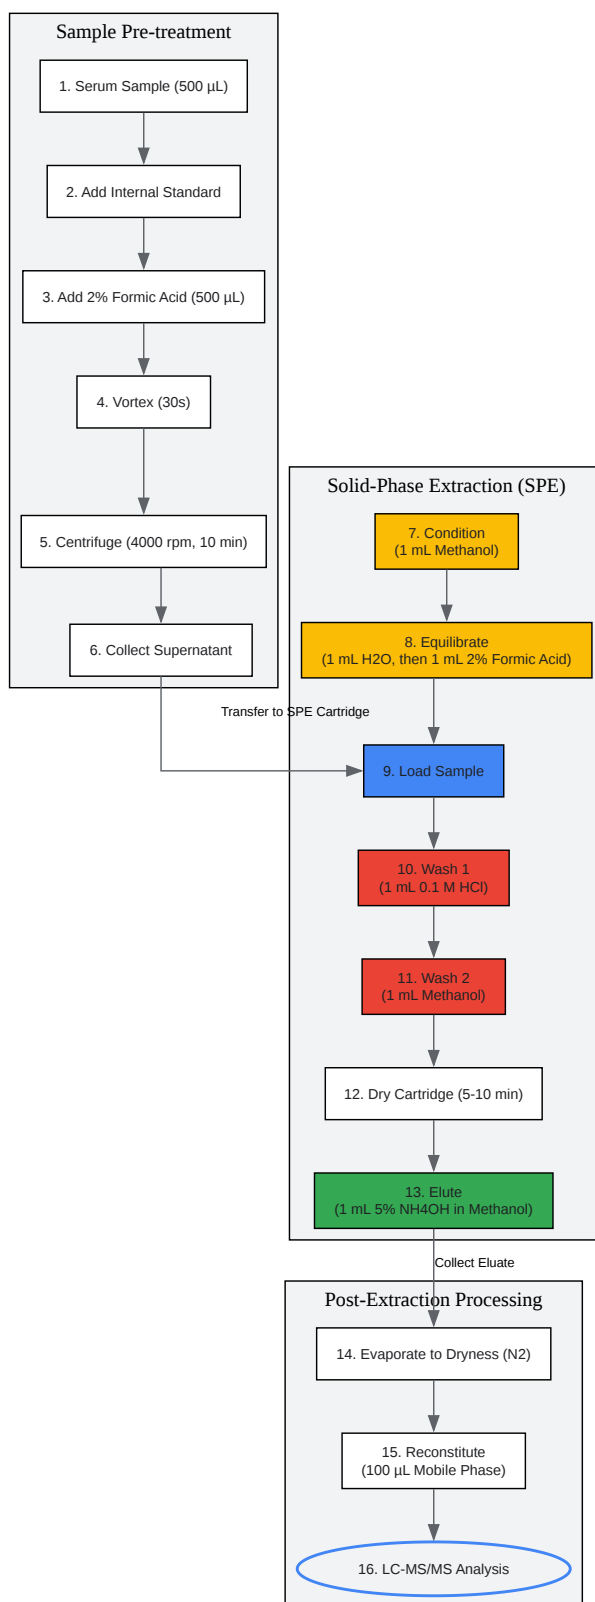 Sample Pre-treatment
1. Serum Sample (500 µL)
2. Add Internal Standard
3. Add 2% Formic Acid (500 µL)
4. Vortex (30s)
5. Centrifuge (4000 rpm, 10 min)
6. Collect Supernatant
Transfer to SPE Cartridge
Solid-Phase Extraction (SPE)
7. Condition
(1 mL Methanol)
8. Equilibrate
(1 mL H2O, then 1 mL 2% Formic Acid)
9. Load Sample
10. Wash 1
(1 mL 0.1 M HCl)
11. Wash 2
(1 mL Methanol)
12. Dry Cartridge (5-10 min)
13. Elute
(1 mL 5% NH4OH in Methanol)
Collect Eluate
Post-Extraction Processing
14. Evaporate to Dryness (N2)
15. Reconstitute
(100 µL Mobile Phase)
16. LC-MS/MS Analysis